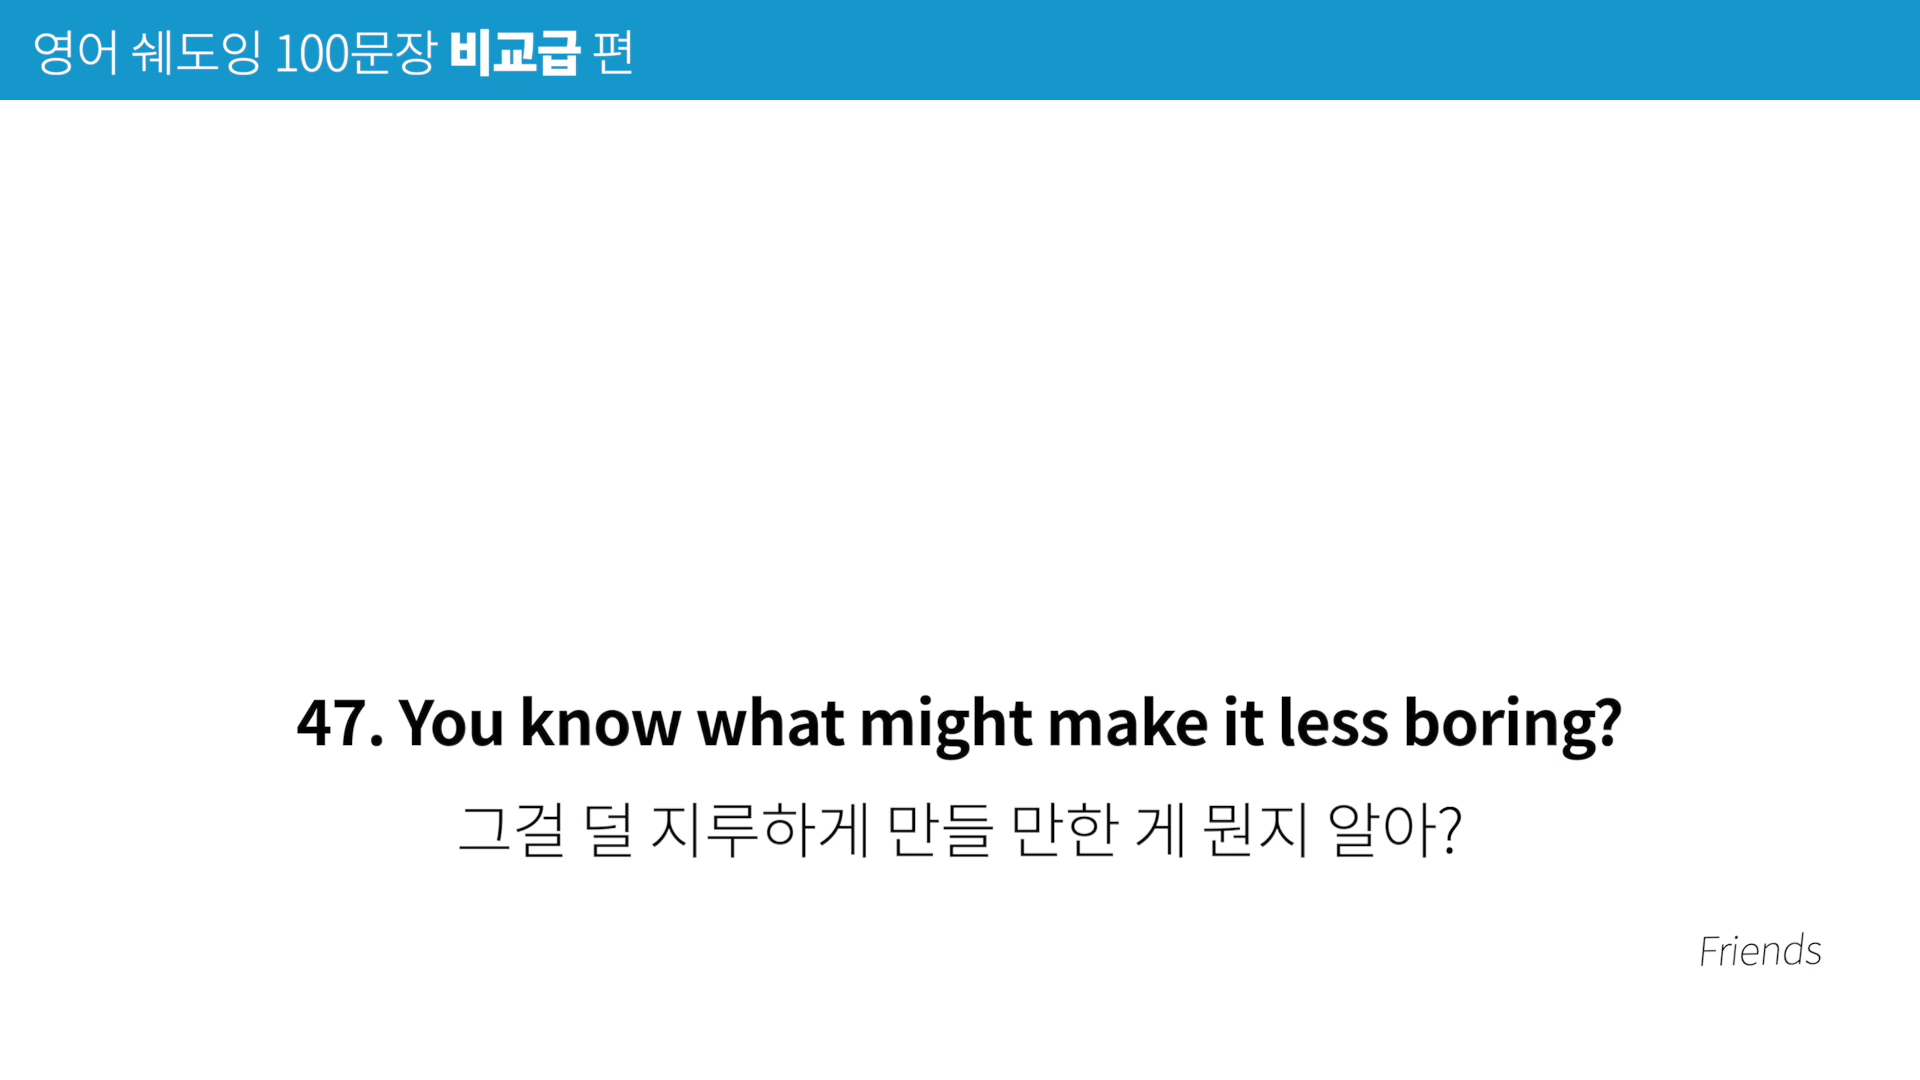 영어 쉐도잉 100문장 비교급 편
47. You know what might make it less boring?
그걸 덜 지루하게 만들 만한 게 뭔지 알아?
Friends